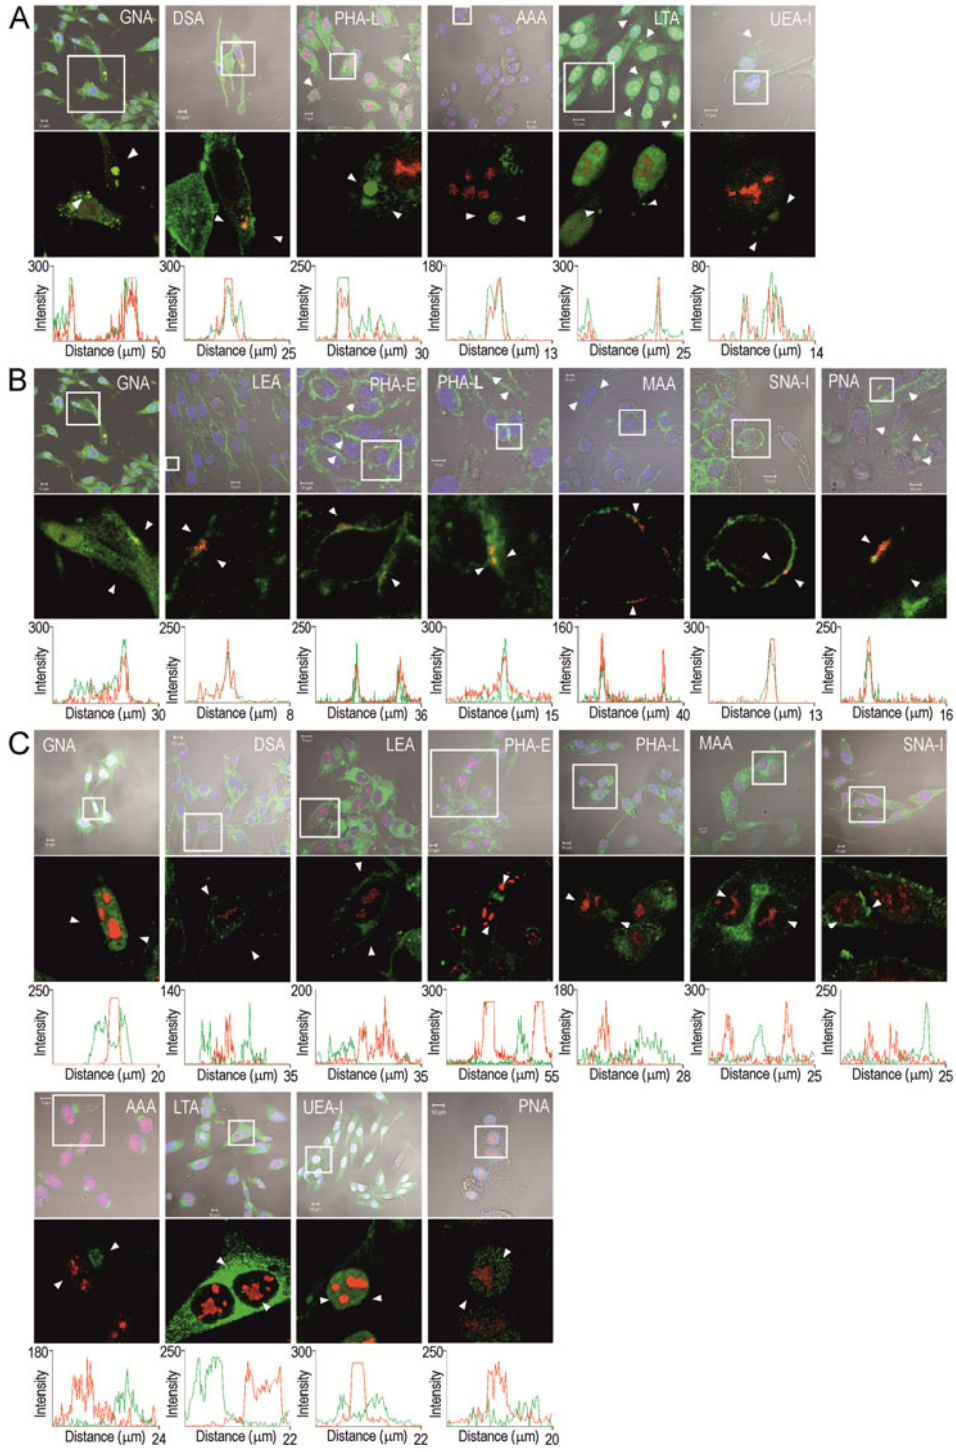 A
GNA DSA PHA-L AAA LTA UEA-I
300 300 250 180 300 80
Intensity Intensity Intensity Intensity Intensity Intensity
Distance (μm) Distance (μm) Distance (μm) Distance (μm) Distance (μm) Distance (μm)
50 25 30 13 25 14
B
GNA LEA PHA-E PHA-L MAA SNA-I PNA
300 250 300 300 160 300 250
Intensity Intensity Intensity Intensity Intensity Intensity Intensity
Distance (μm) Distance (μm) Distance (μm) Distance (μm) Distance (μm) Distance (μm) Distance (μm)
30 8 36 15 40 13 16
C
GNA DSA LEA PHA-E PHA-L MAA SNA-I
250 140 200 300 180 300 250
Intensity Intensity Intensity Intensity Intensity Intensity Intensity
Distance (μm) Distance (μm) Distance (μm) Distance (μm) Distance (μm) Distance (μm) Distance (μm)
20 35 35 55 28 25 25
AAA LTA UEA-I PNA
180 250 300 250
Intensity Intensity Intensity Intensity
Distance (μm) Distance (μm) Distance (μm) Distance (μm)
24 22 22 20